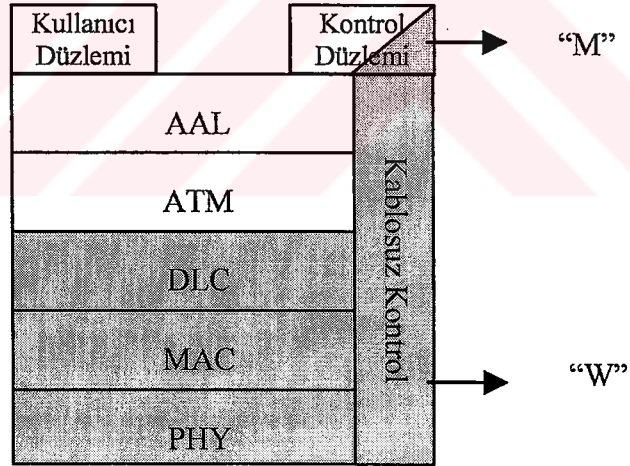 Kullanıcı
Düzlemi
Kontrol
Düzlemi
“M”
AAL
ATM
DLC
MAC
PHY
Kablosuz Kontrol
“W”